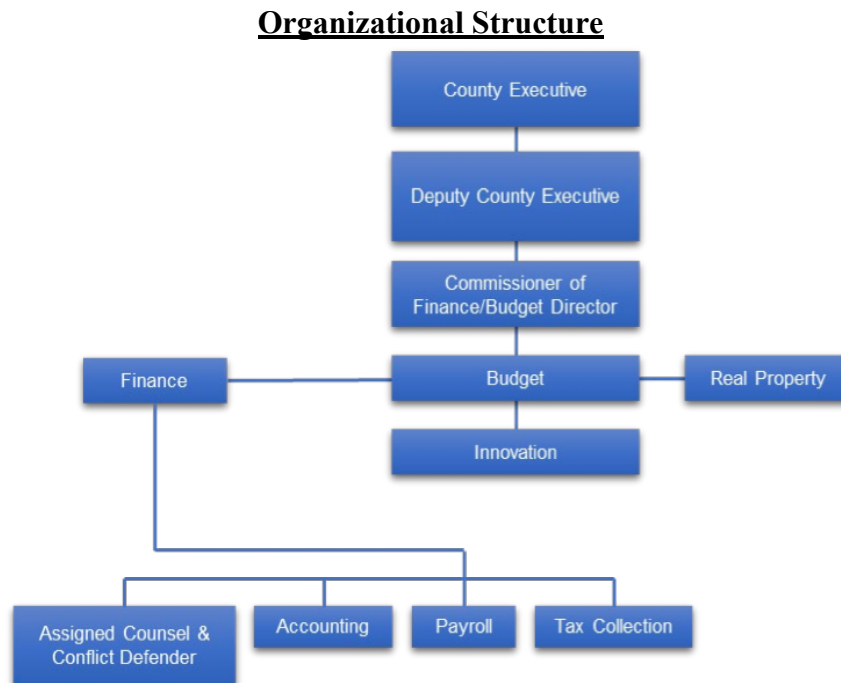 Organizational Structure
County Executive
Deputy County Executive
Commissioner of
Finance/Budget Director
Finance
Budget
Real Property
Innovation
Assigned Counsel &
Conflict Defender
Accounting
Payroll
Tax Collection